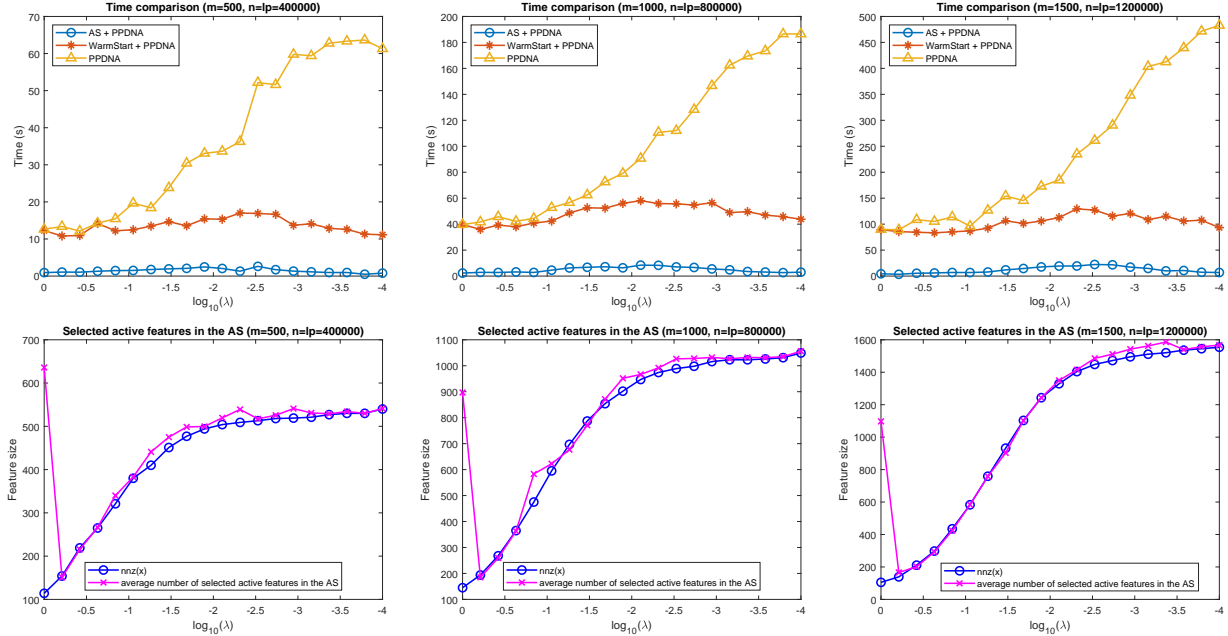 Time comparison (m=500, n=lp=400000)
70
60
50
40
30
20
10
0
Time (s)
AS + PPDNA
WarmStart + PPDNA
PPDNA
0 -0.5 -1 -1.5 -2 -2.5 -3 -3.5 -4
log10(λ)
Time comparison (m=1000, n=lp=800000)
200
180
160
140
120
100
80
60
40
20
0
Time (s)
AS + PPDNA
WarmStart + PPDNA
PPDNA
0 -0.5 -1 -1.5 -2 -2.5 -3 -3.5 -4
log10(λ)
Time comparison (m=1500, n=lp=1200000)
500
450
400
350
300
250
200
150
100
50
0
Time (s)
AS + PPDNA
WarmStart + PPDNA
PPDNA
0 -0.5 -1 -1.5 -2 -2.5 -3 -3.5 -4
log10(λ)
Selected active features in the AS (m=500, n=lp=400000)
700
600
500
400
300
200
100
Feature size
nnz(x)
average number of selected active features in the AS
0 -0.5 -1 -1.5 -2 -2.5 -3 -3.5 -4
log10(λ)
Selected active features in the AS (m=1000, n=lp=800000)
1100
1000
900
800
700
600
500
400
300
200
100
Feature size
nnz(x)
average number of selected active features in the AS
0 -0.5 -1 -1.5 -2 -2.5 -3 -3.5 -4
log10(λ)
Selected active features in the AS (m=1500, n=lp=1200000)
1600
1400
1200
1000
800
600
400
200
0
Feature size
nnz(x)
average number of selected active features in the AS
0 -0.5 -1 -1.5 -2 -2.5 -3 -3.5 -4
log10(λ)